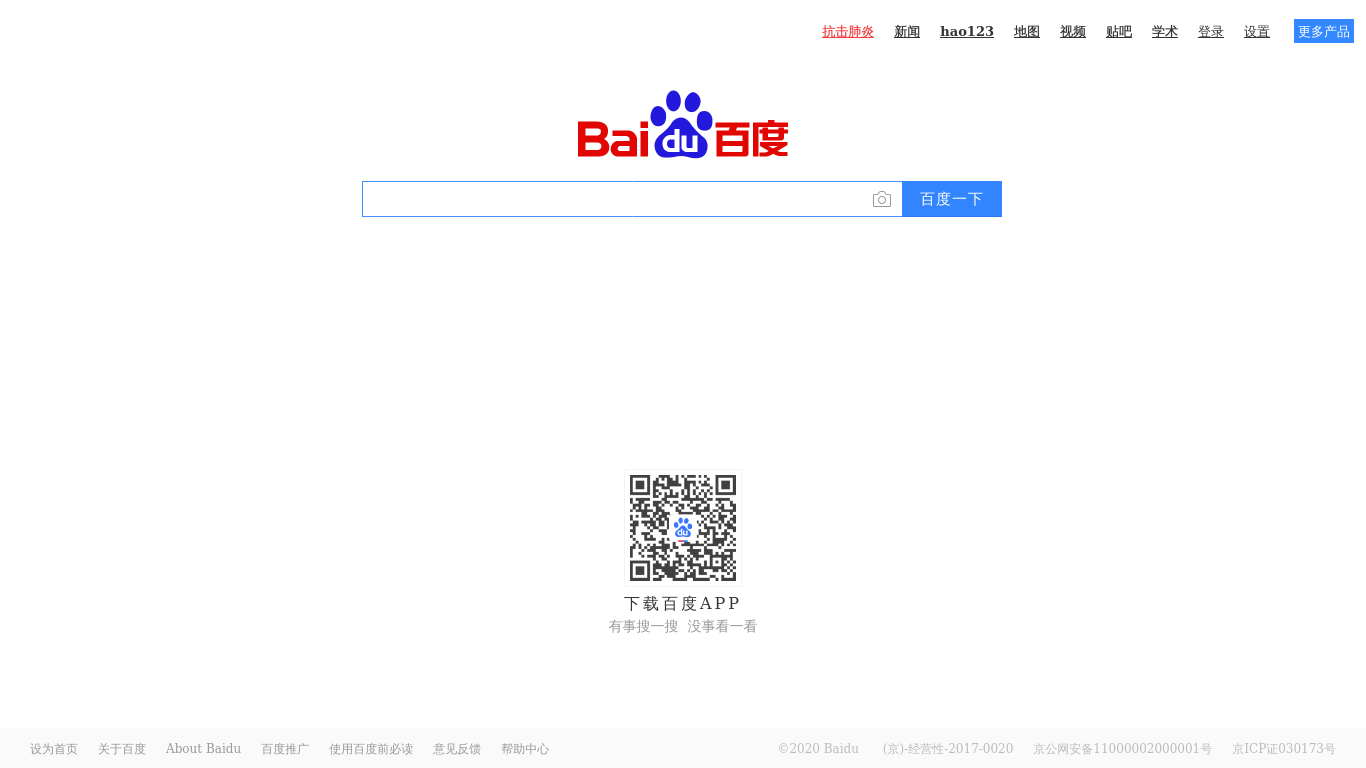 抗击肺炎 新闻 hao123 地图 视频 贴吧 学术 登录 设置 更多产品
Bai du 百度
百度一下
du
下载百度APP
有事搜一搜 没事看一看
设为首页 关于百度 About Baidu 百度推广 使用百度前必读 意见反馈 帮助中心 ©2020 Baidu (京)-经营性-2017-0020 京公网安备11000002000001号 京ICP证030173号